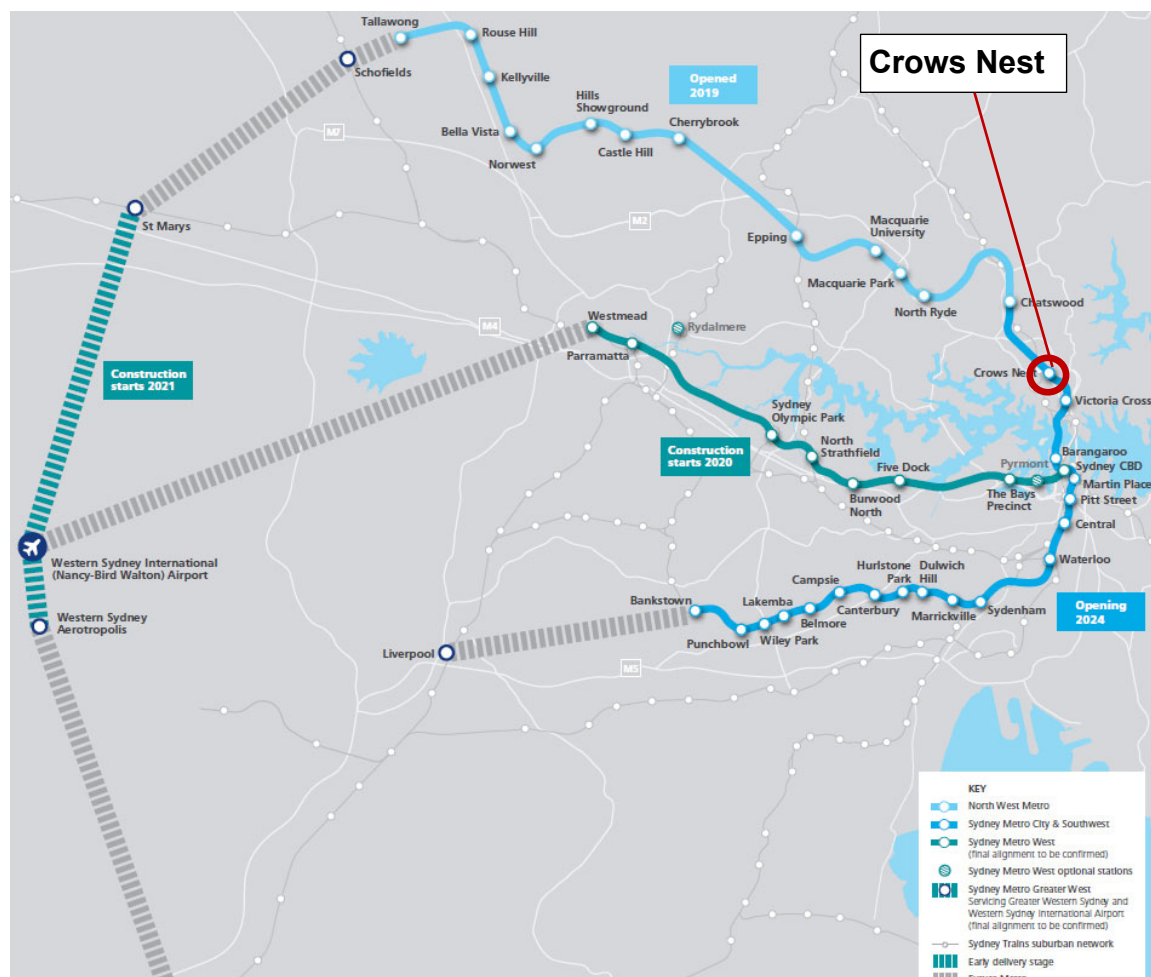 Tallawong
Rouse Hill
Schofields
Kellyville
Opened
2019
Crows Nest
Hills
Showground
Cherrybrook
M7
Bella Vista
Castle Hill
Norwest
St Marys
M2
Macquarie
University
Epping
Macquarie Park
Chatswood
North Ryde
Westmead
Rydalmere
M4
Parramatta
Construction
starts 2021
Crows Nest
Victoria Cross
Sydney
Olympic Park
Construction
starts 2020
North
Strathfield
Barangaroo
Pyrmont
Sydney CBD
Five Dock
Martin Place
Burwood
North
The Bays
Precinct
Pitt Street
Central
Western Sydney International
(Nancy-Bird Walton) Airport
Waterloo
Hurlstone
Park
Dulwich
Hill
Campsie
Bankstown
Lakemba
Canterbury
Sydenham
Belmore
Marrickville
Wiley Park
Punchbowl
Opening
2024
Western Sydney
Aerotropolis
Liverpool
M5
KEY
North West Metro
Sydney Metro City & Southwest
Sydney Metro West
(final alignment to be confirmed)
Sydney Metro West optional stations
Sydney Metro Greater West
Servicing Greater Western Sydney and
Western Sydney International Airport
(final alignment to be confirmed)
Sydney Trains suburban network
Early delivery stage